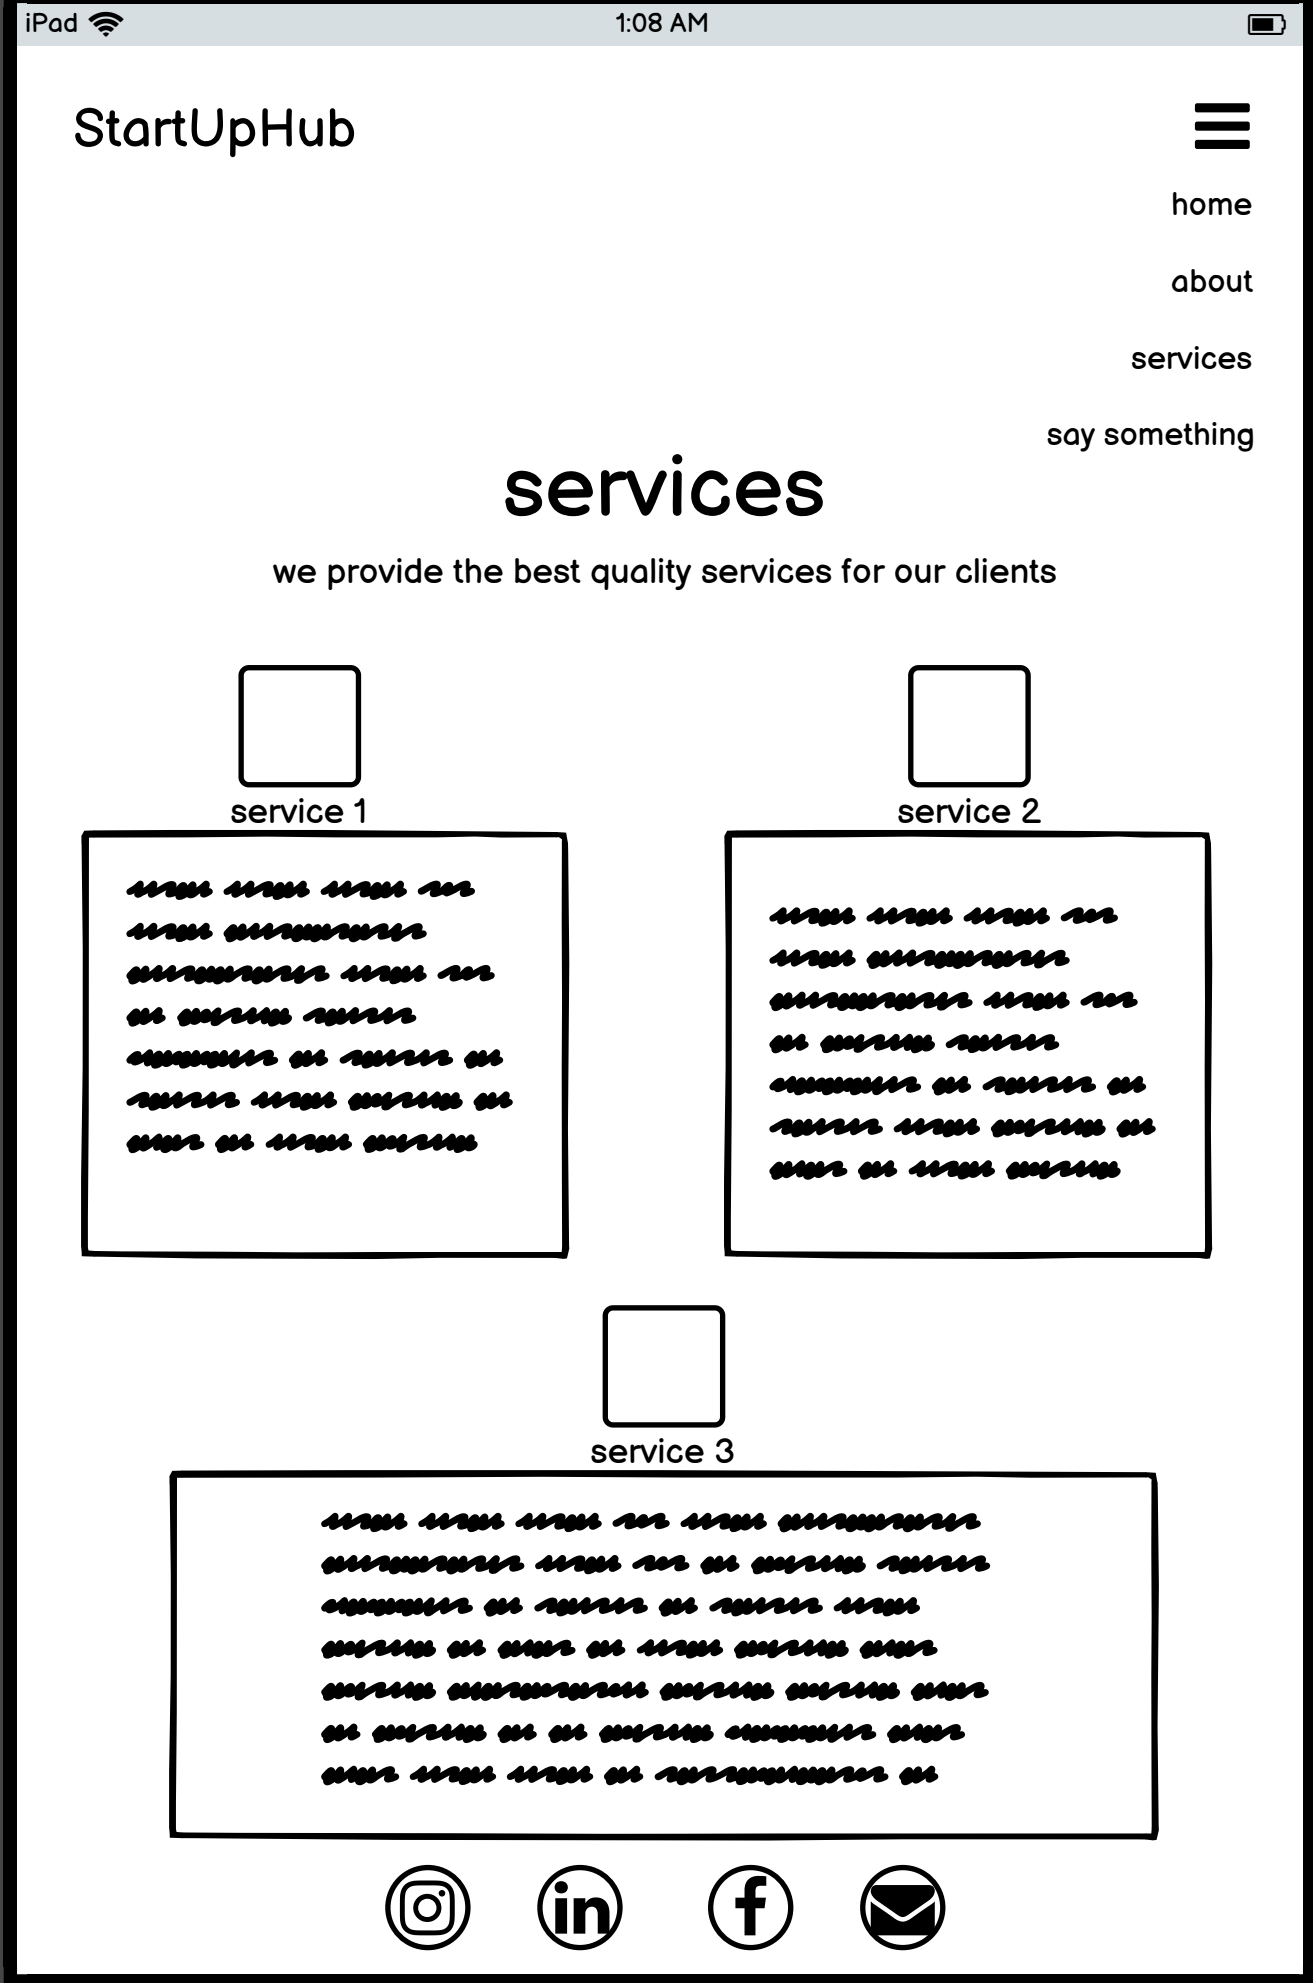 iPad 1:08 AM
StartUpHub
home
about
services
say something
services
we provide the best quality services for our clients
service 1
service 2
service 3
in
f